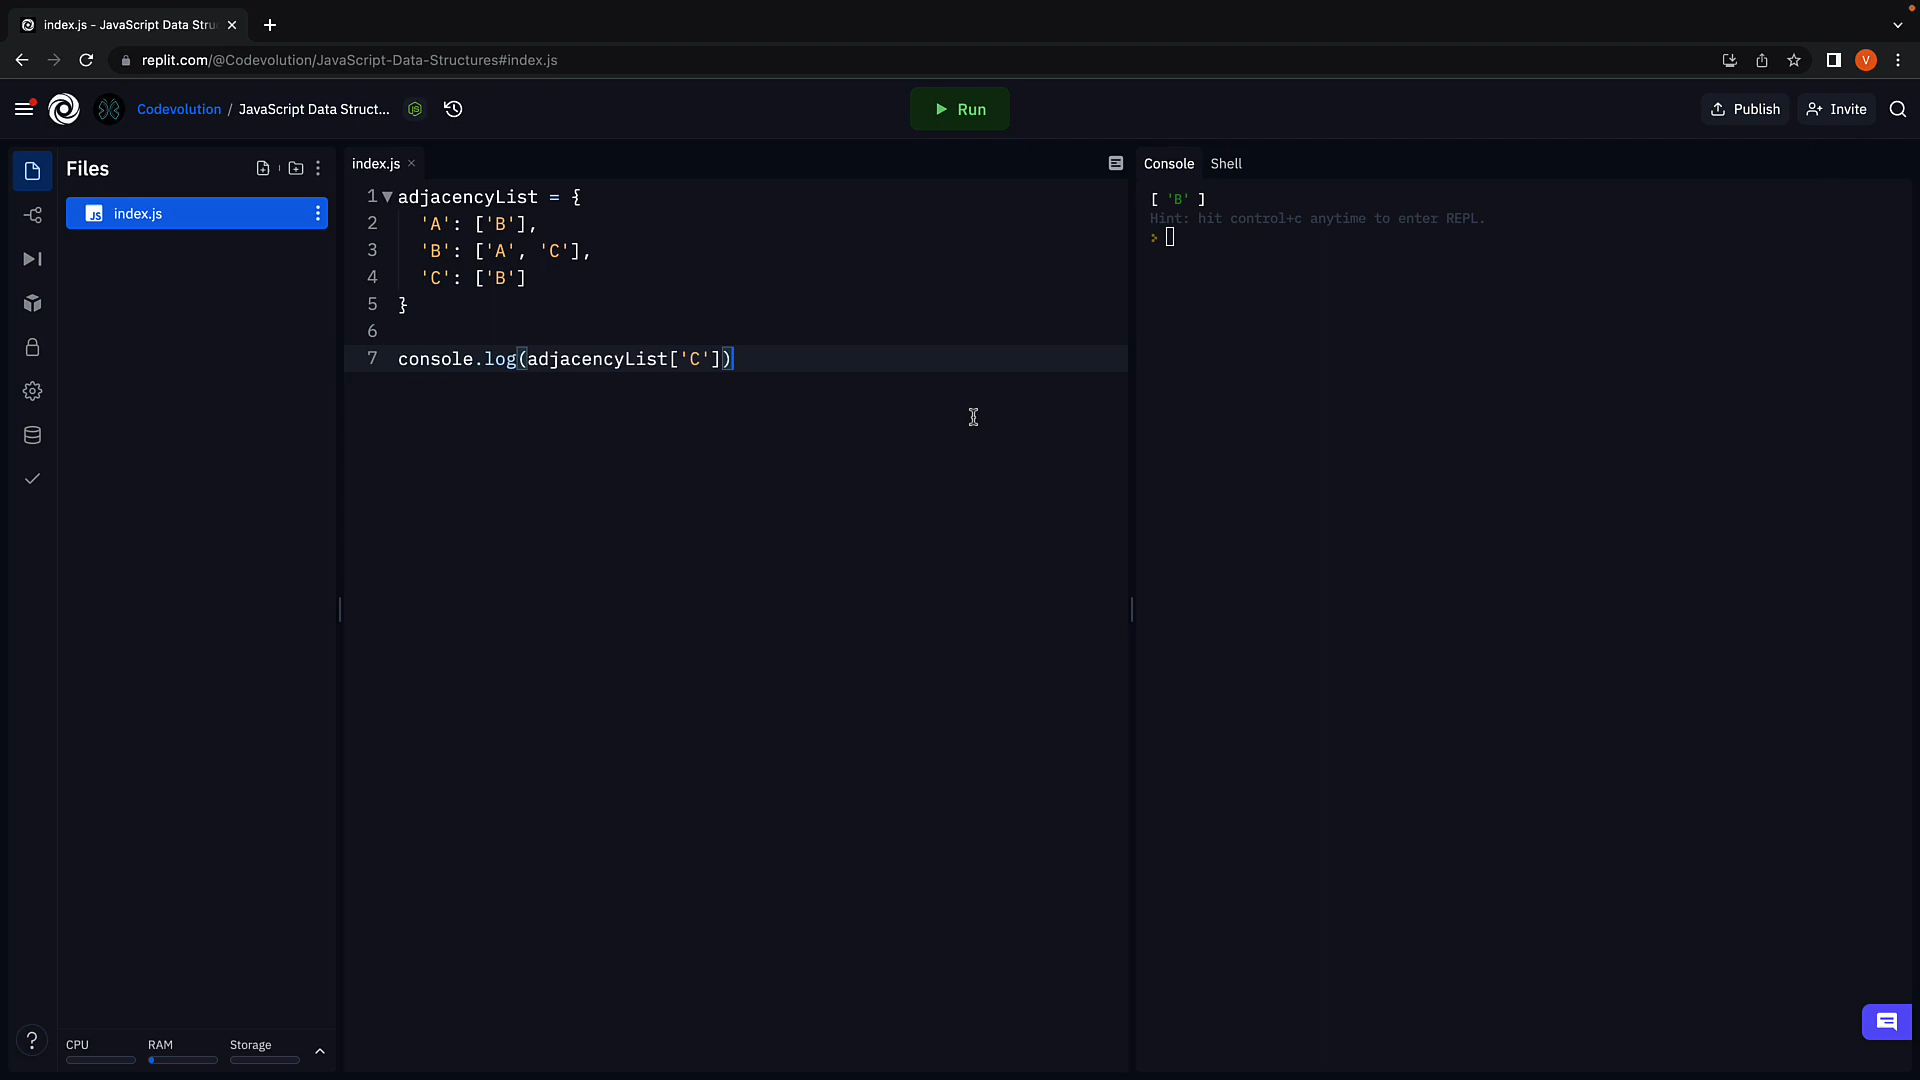 index.js - JavaScript Data Stru
replit.com/@Codevolution/JavaScript-Data-Structures#index.js
V
Codevolution / JavaScript Data Struct...
Run
Publish
Invite
Files
JS index.js
index.js
1 adjacencyList = {
2 'A': ['B'],
3 'B': ['A', 'C'],
4 'C': ['B']
5 }
6
7 console.log(adjacencyList['C'])
Console Shell
[ 'B' ]
Hint: hit control+c anytime to enter REPL.
>
?
CPU RAM Storage